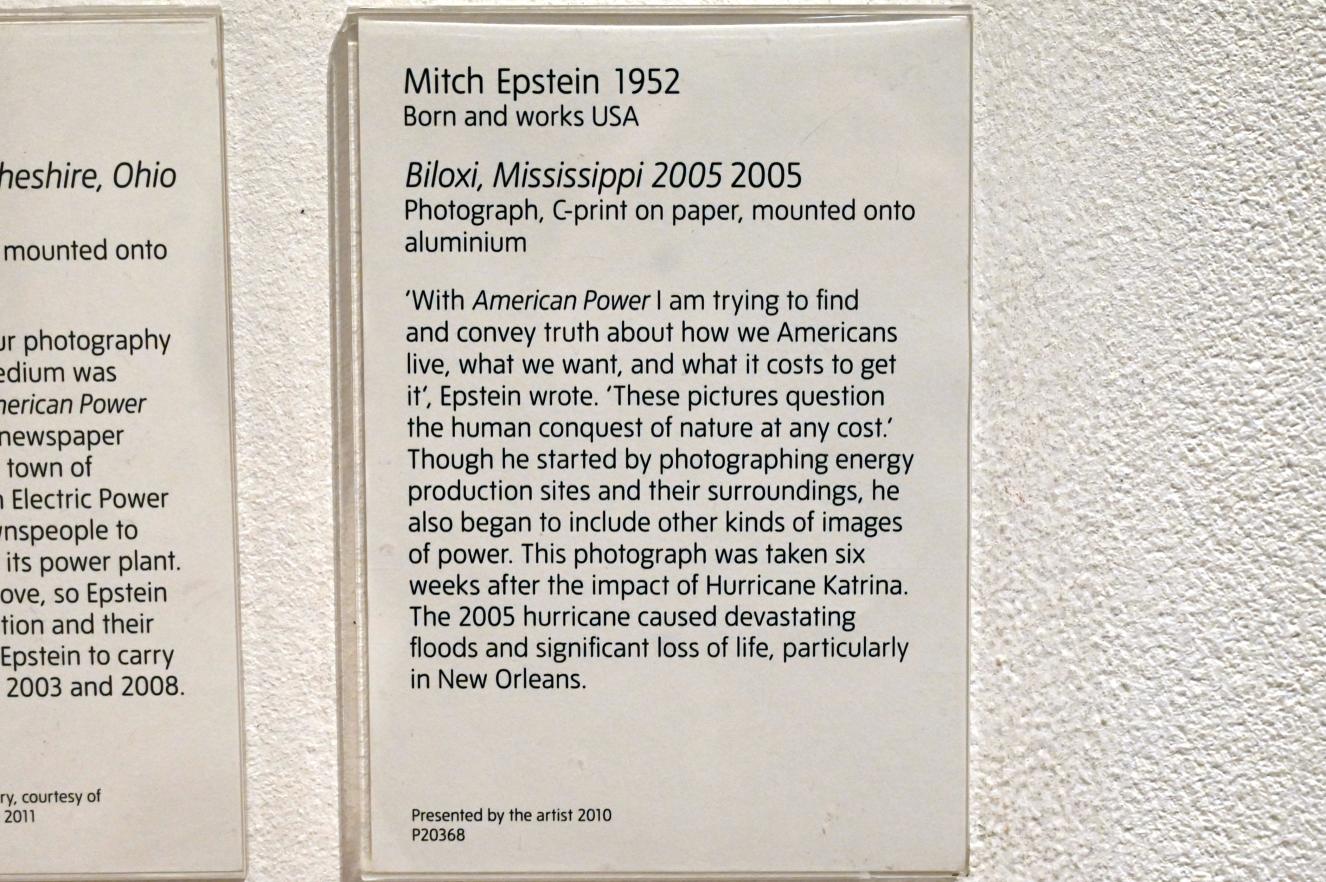 heshire, Ohio
mounted onto
ur photography
edium was
merican Power
newspaper
town of
n Electric Power
wnspeople to
its power plant.
ove, so Epstein
tion and their
Epstein to carry
2003 and 2008.
ry, courtesy of
2011
Mitch Epstein 1952
Born and works USA
Biloxi, Mississippi 2005 2005
Photograph, C-print on paper, mounted onto
aluminium
‘With American Power I am trying to find
and convey truth about how we Americans
live, what we want, and what it costs to get
it’, Epstein wrote. ‘These pictures question
the human conquest of nature at any cost.’
Though he started by photographing energy
production sites and their surroundings, he
also began to include other kinds of images
of power. This photograph was taken six
weeks after the impact of Hurricane Katrina.
The 2005 hurricane caused devastating
floods and significant loss of life, particularly
in New Orleans.
Presented by the artist 2010
P20368